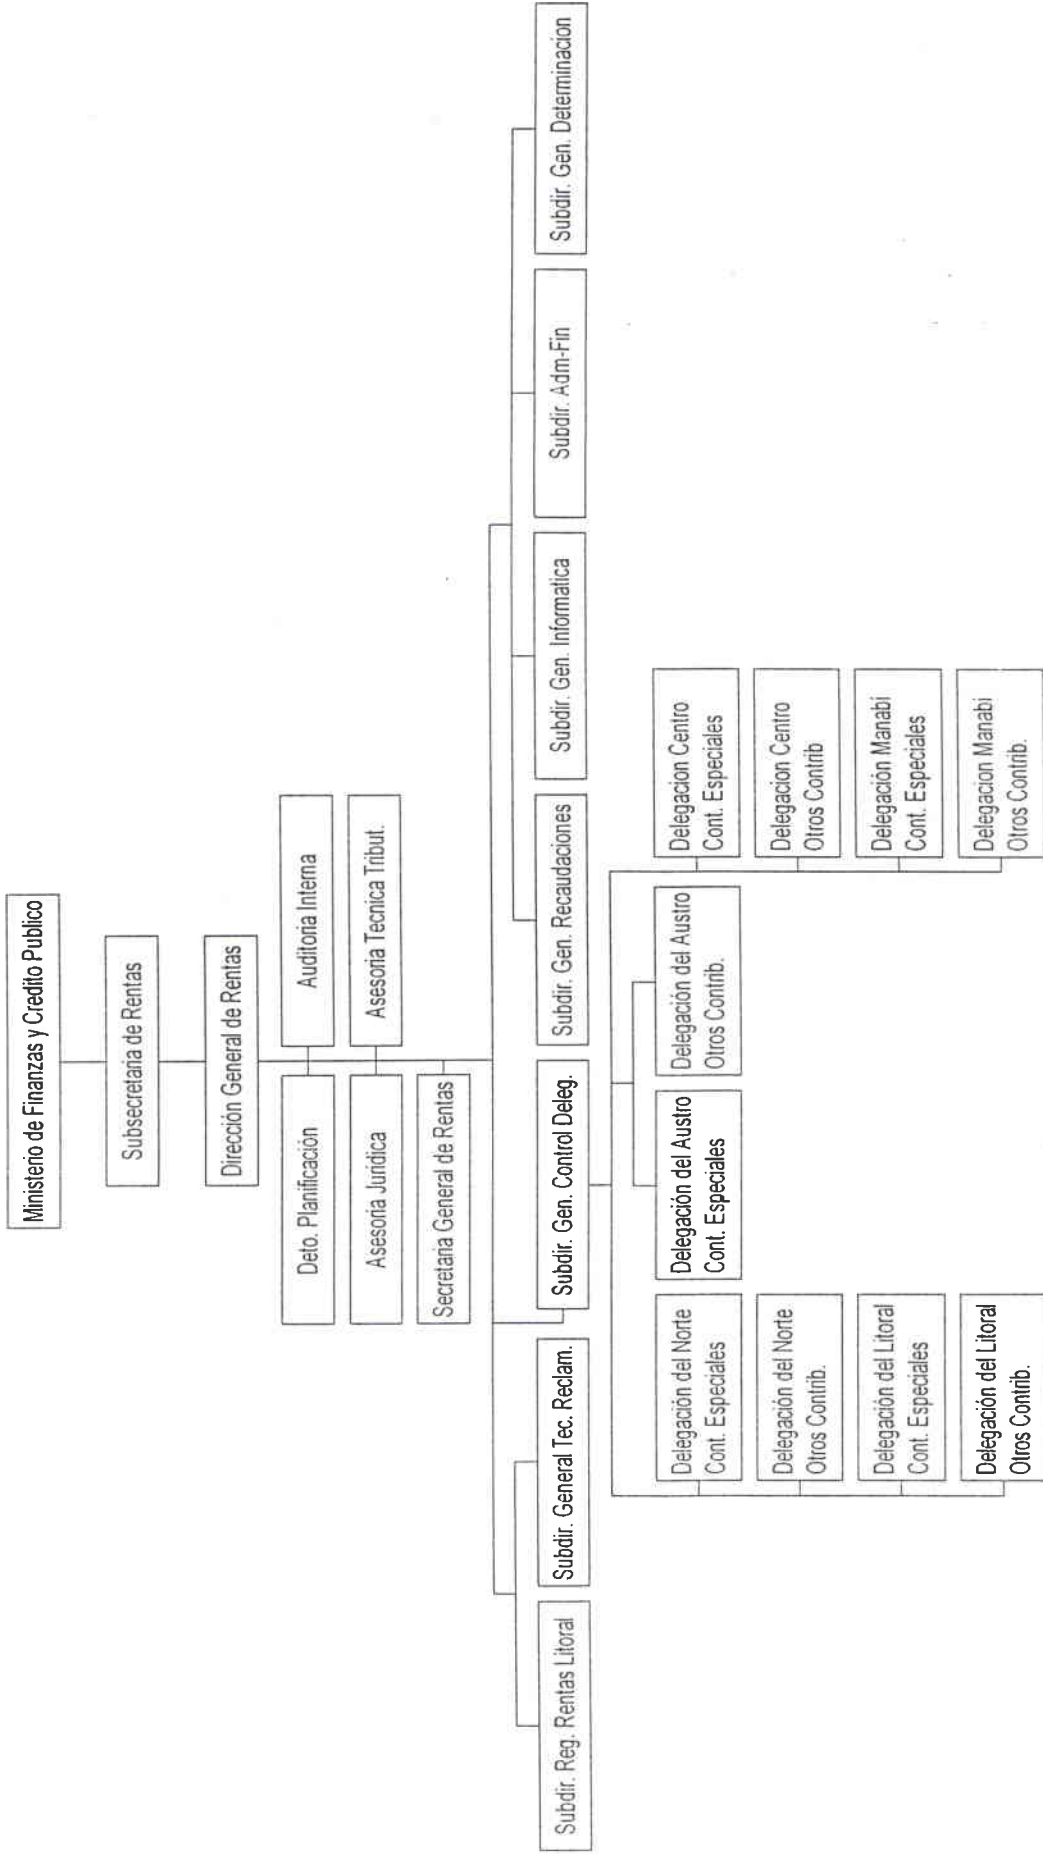 Ministerio de Finanzas y Credito Publico
Subsecretaria de Rentas
Dirección General de Rentas
Deto. Planificacion
Auditoria Interna
Asesoria Juridica
Asesoria Tecnica Tribut.
Secretaria General de Rentas
Subdir. Reg. Rentas Litoral
Subdir. General Tec. Reclam.
Subdir. Gen. Control Deleg.
Subdir. Gen. Recaudaciones
Subdir. Gen. Informatica
Subdir. Adm-Fin
Subdir. Gen. Determinacion
Delegación del Norte
Cont. Especiales
Delegación del Norte
Otros Contrib.
Delegación del Litoral
Cont. Especiales
Delegación del Litoral
Otros Contrib.
Delegación del Austro
Cont. Especiales
Delegación del Austro
Otros Contrib.
Delegacion Centro
Cont. Especiales
Delegacion Centro
Otros Contrib
Delegación Manabi
Cont. Especiales
Delegacion Manabi
Otros Contrib.